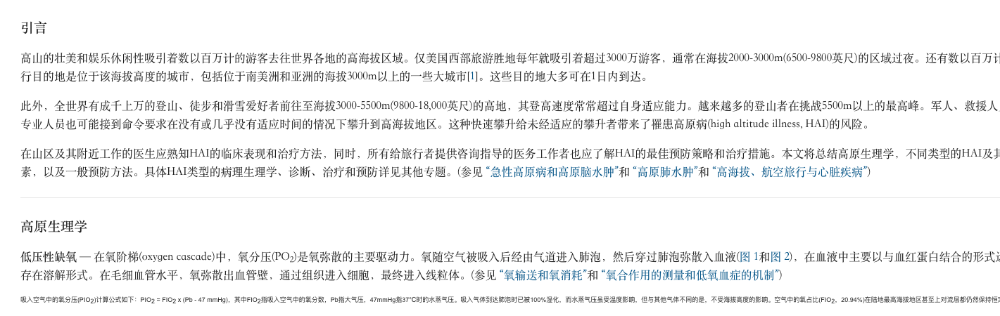 引言
高山的壮美和娱乐休闲性吸引着数以百万计的游客去往世界各地的高海拔区域。仅美国西部旅游胜地每年就吸引着超过3000万游客，通常在海拔2000-3000m(6500-9800英尺)的区域过夜。还有数以百万计
行目的地是位于该海拔高度的城市，包括位于南美洲和亚洲的海拔3000m以上的一些大城市[1]。这些目的地大多可在1日内到达。
此外，全世界有成千上万的登山、徒步和滑雪爱好者前往至海拔3000-5500m(9800-18,000英尺)的高地，其登高速度常常超过自身适应能力。越来越多的登山者在挑战5500m以上的最高峰。军人、救援人
专业人员也可能接到命令要求在没有或几乎没有适应时间的情况下攀升到高海拔地区。这种快速攀升给未经适应的攀升者带来了罹患高原病(high altitude illness, HAI)的风险。
在山区及其附近工作的医生应熟知HAI的临床表现和治疗方法，同时，所有给旅行者提供咨询指导的医务工作者也应了解HAI的最佳预防策略和治疗措施。本文将总结高原生理学，不同类型的HAI及其
素，以及一般预防方法。具体HAI类型的病理生理学、诊断、治疗和预防详见其他专题。(参见 “急性高原病和高原脑水肿”和 “高原肺水肿”和 “高海拔、航空旅行与心脏疾病”)
高原生理学
低压性缺氧 — 在氧阶梯(oxygen cascade)中，氧分压(PO2)是氧弥散的主要驱动力。氧随空气被吸入后经由气道进入肺泡，然后穿过肺泡弥散入血液(图 1和图 2)，在血液中主要以与血红蛋白结合的形式运
存在溶解形式。在毛细血管水平，氧弥散出血管壁，通过组织进入细胞，最终进入线粒体。(参见 “氧输送和氧消耗”和 “氧合作用的测量和低氧血症的机制”)
吸入空气中的氧分压(PIO2)计算公式如下：PIO2 = FIO2 x (Pb - 47 mmHg)，其中FIO2指吸入空气中的氧分数，Pb指大气压，47mmHg指37°C时的水蒸气压。吸入气体到达肺泡时已被100%湿化，而水蒸气压虽受温度影响，但与其他气体不同的是，不受海拔高度的影响。空气中的氧占比(FIO2，20.94%)在陆地最高海拔地区甚至上对流层都仍然保持恒定